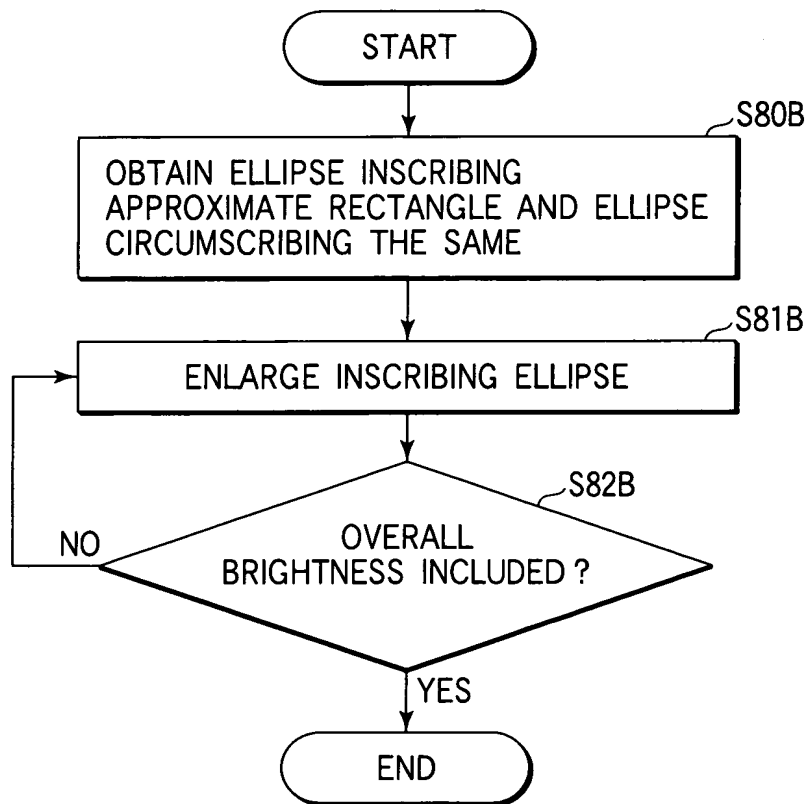 START
S80B
OBTAIN ELLIPSE INSCRIBING
APPROXIMATE RECTANGLE AND ELLIPSE
CIRCUMSCRIBING THE SAME
S81B
ENLARGE INSCRIBING ELLIPSE
S82B
NO
OVERALL
BRIGHTNESS INCLUDED ?
YES
END